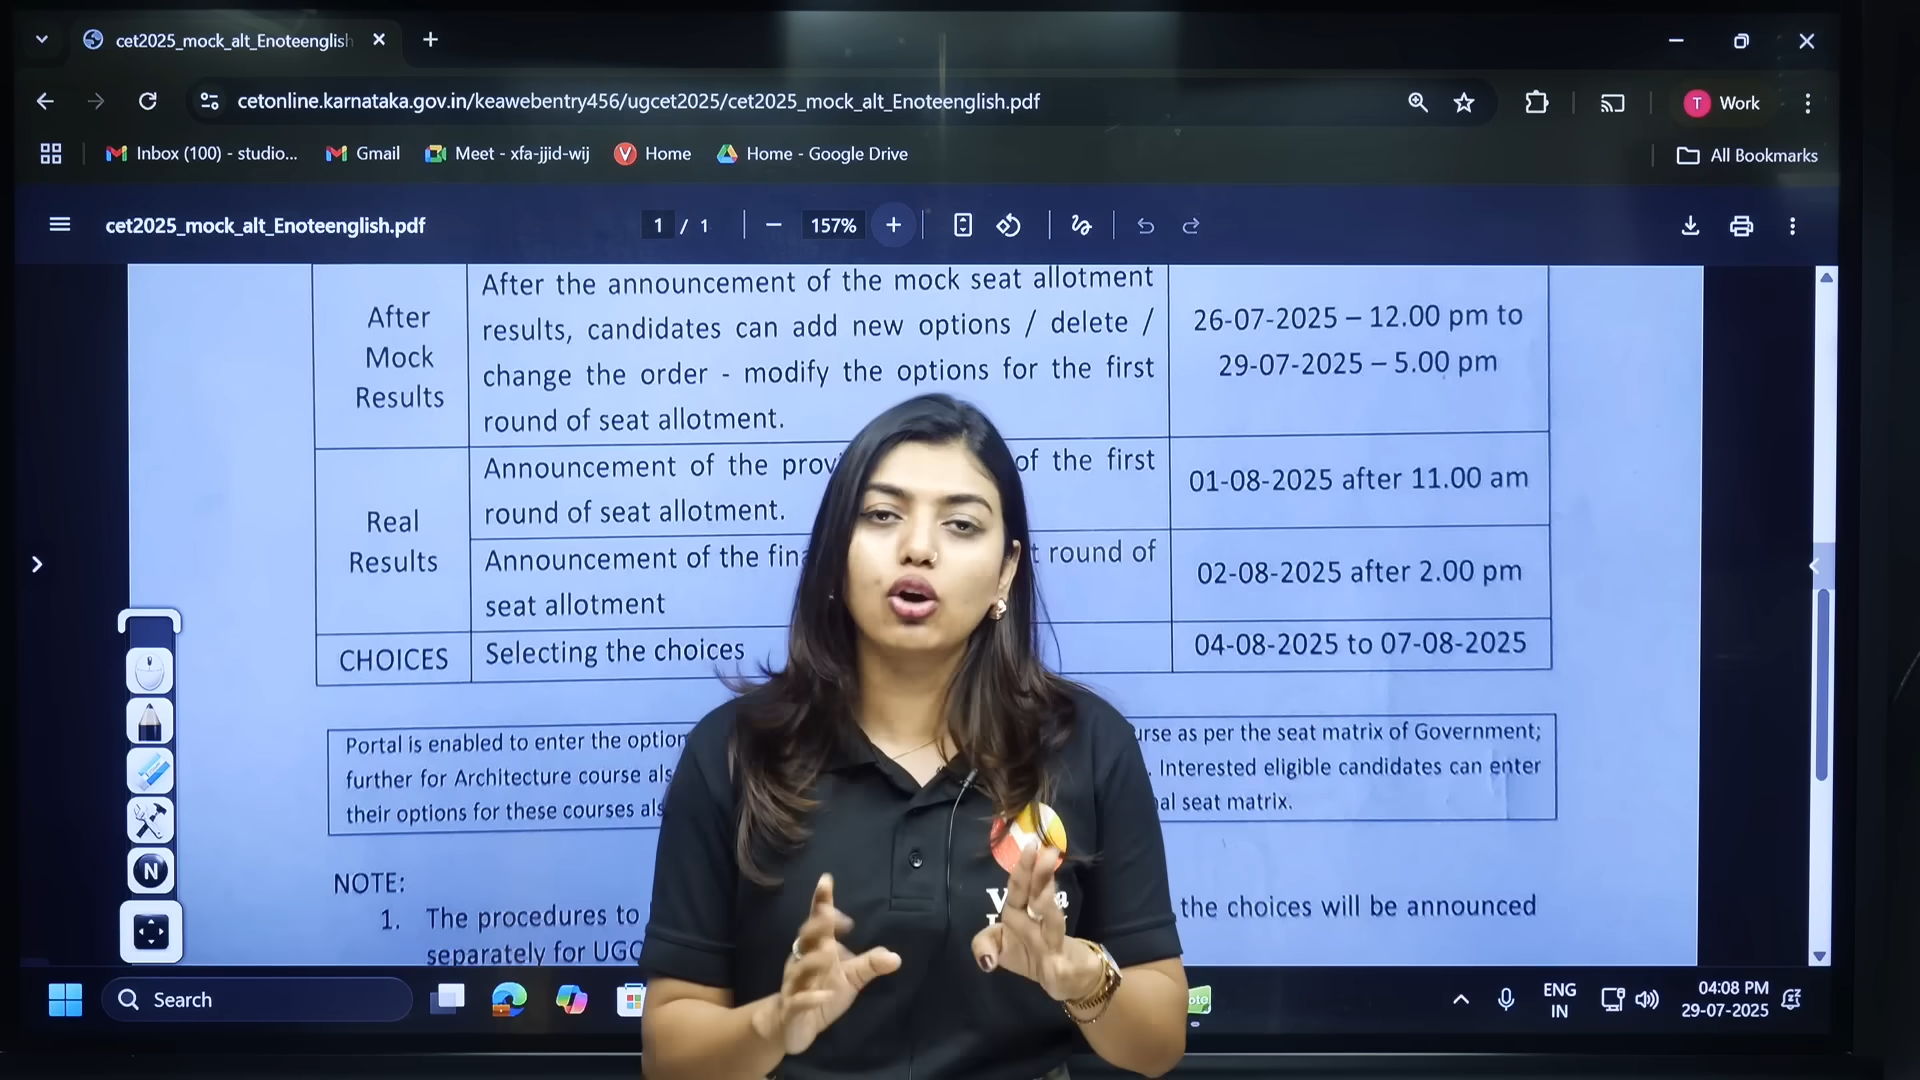 cet2025_mock_alt_Enoteenglish
cetonline.karnataka.gov.in/keawebentry456/ugcet2025/cet2025_mock_alt_Enoteenglish.pdf
T Work
Inbox (100) - studio...
Gmail
Meet - xfa-jjid-wij
Home
Home - Google Drive
All Bookmarks
cet2025_mock_alt_Enoteenglish.pdf
1 / 1
157%
After
Mock
Results
After the announcement of the mock seat allotment
results, candidates can add new options / delete /
change the order - modify the options for the first
round of seat allotment.
26-07-2025 – 12.00 pm to
29-07-2025 – 5.00 pm
Real
Results
Announcement of the of the first
round of seat allotment.
01-08-2025 after 11.00 am
Announcement of the round of
seat allotment
02-08-2025 after 2.00 pm
CHOICES
Selecting the choices
04-08-2025 to 07-08-2025
Portal is enabled to enter the as per the seat matrix of Government;
further for Architecture course Interested eligible candidates can enter
their options for these courses seat matrix.
NOTE:
1. The procedures to the choices will be announced
separately for
N
Search
ENG
IN
04:08 PM
29-07-2025